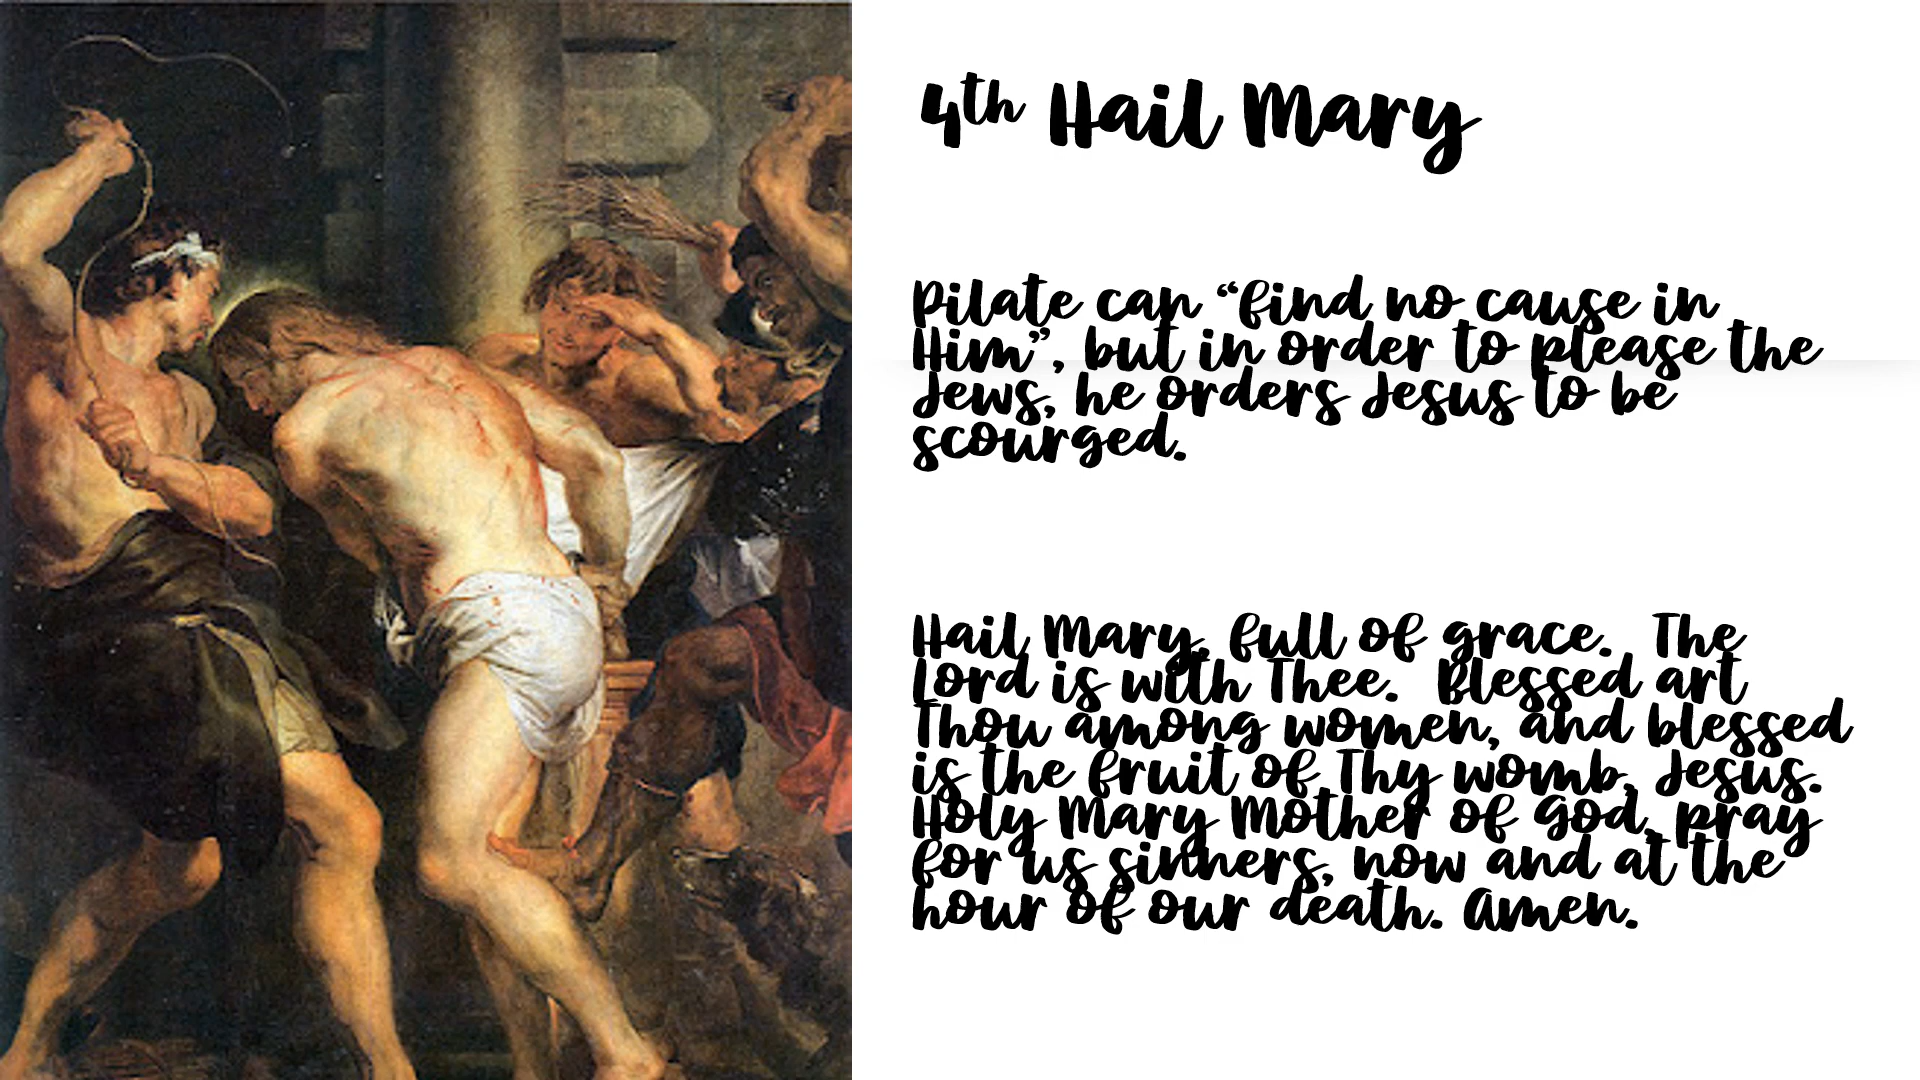 4th Hail Mary
Pilate can “find no cause in
Him”, but in order to please the
Jews, he orders Jesus to be
scourged.
Hail Mary, full of grace.  The
Lord is with Thee.  Blessed art
Thou among women, and blessed
is the fruit of Thy womb, Jesus.
Holy Mary Mother of God, pray
for us sinners, now and at the
hour of our death. Amen.